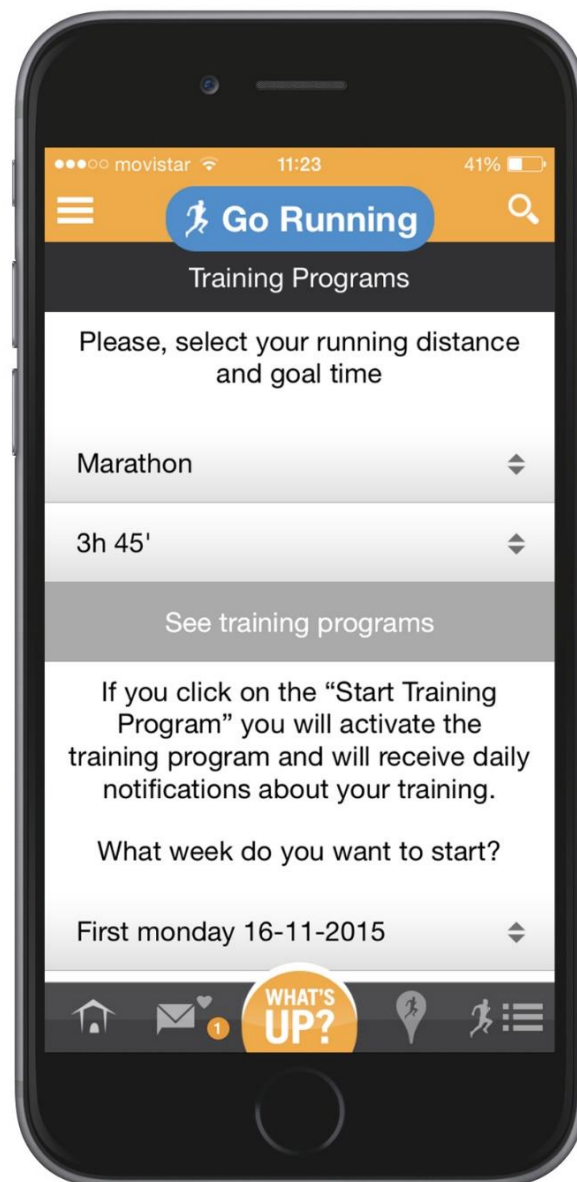 movistar 11:23 41%
Go Running
Training Programs
Please, select your running distance
and goal time
Marathon
3h 45'
See training programs
If you click on the “Start Training
Program” you will activate the
training program and will receive daily
notifications about your training.
What week do you want to start?
First monday 16-11-2015
WHAT'S
UP?
1